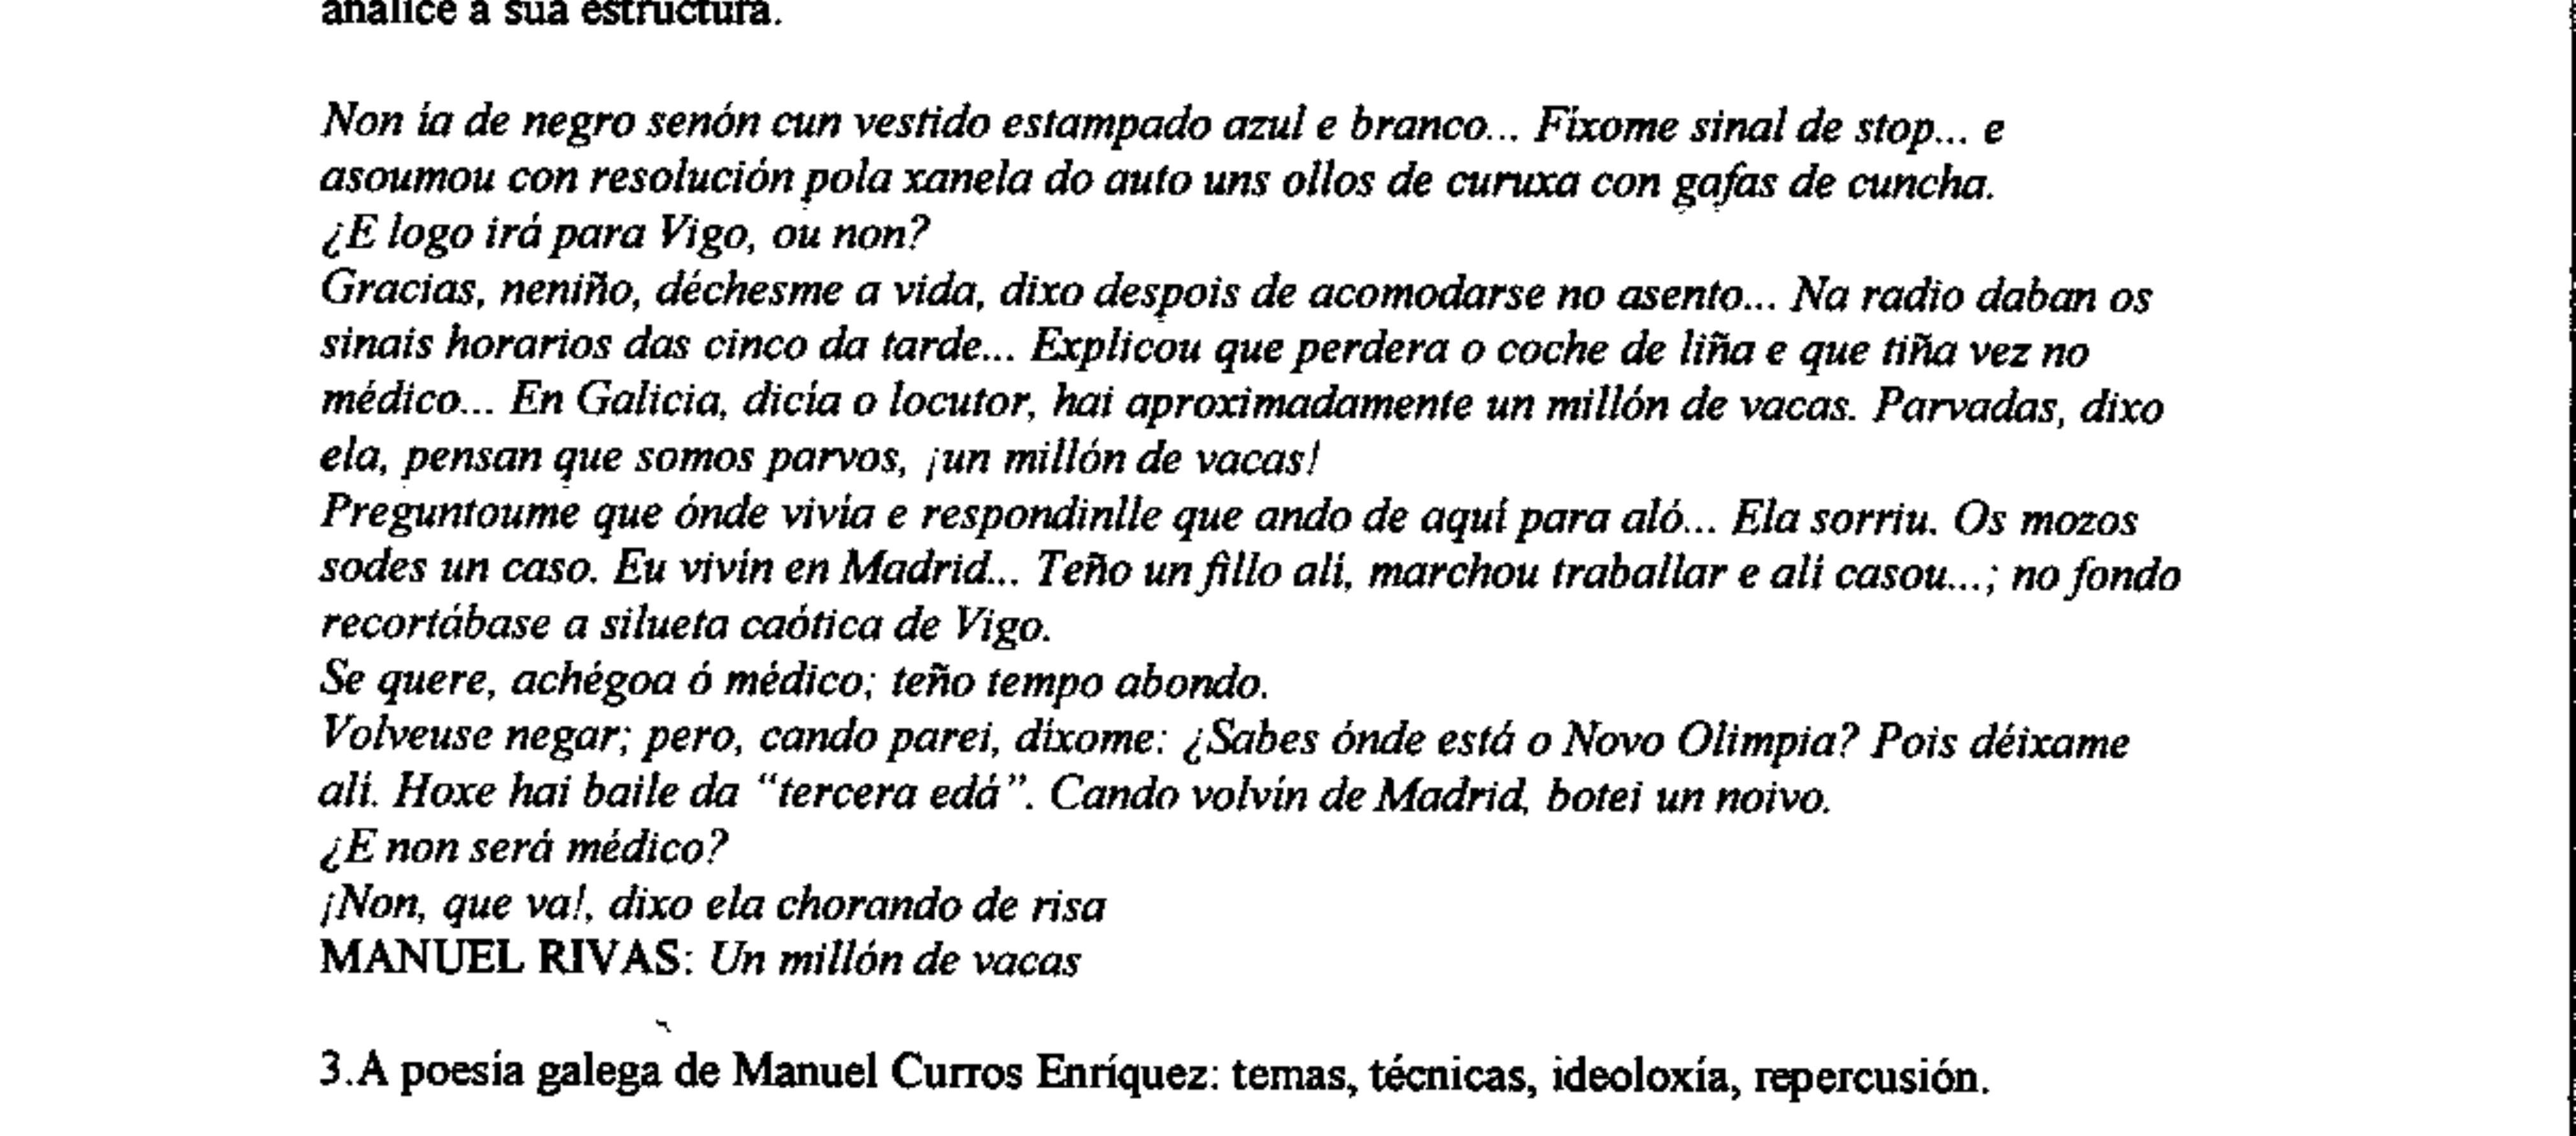 analice a súa estructura.
Non ía de negro senón cun vestido estampado azul e branco... Fíxome sinal de stop... e
asoumou con resolución pola xanela do auto uns ollos de curuxa con gafas de cuncha.
¿E logo irá para Vigo, ou non?
Gracias, neniño, déchesme a vida, dixo despois de acomodarse no asento... Na radio daban os
sinais horarios das cinco da tarde... Explicou que perdera o coche de liña e que tiña vez no
médico... En Galicia, dicía o locutor, hai aproximadamente un millón de vacas. Parvadas, dixo
ela, pensan que somos parvos, ¡un millón de vacas!
Preguntoume que ónde vivía e respondinlle que ando de aquí para aló... Ela sorriu. Os mozos
sodes un caso. Eu vivín en Madrid... Teño un fillo alí, marchou traballar e alí casou...; no fondo
recortábase a silueta caótica de Vigo.
Se quere, achégoa ó médico; teño tempo abondo.
Volveuse negar; pero, cando parei, díxome: ¿Sabes ónde está o Novo Olimpia? Pois déixame
alí. Hoxe hai baile da “tercera edá”. Cando volvín de Madrid, botei un noivo.
¿E non será médico?
¡Non, que va!, dixo ela chorando de risa
MANUEL RIVAS: Un millón de vacas
3.A poesía galega de Manuel Curros Enríquez: temas, técnicas, ideoloxía, repercusión.